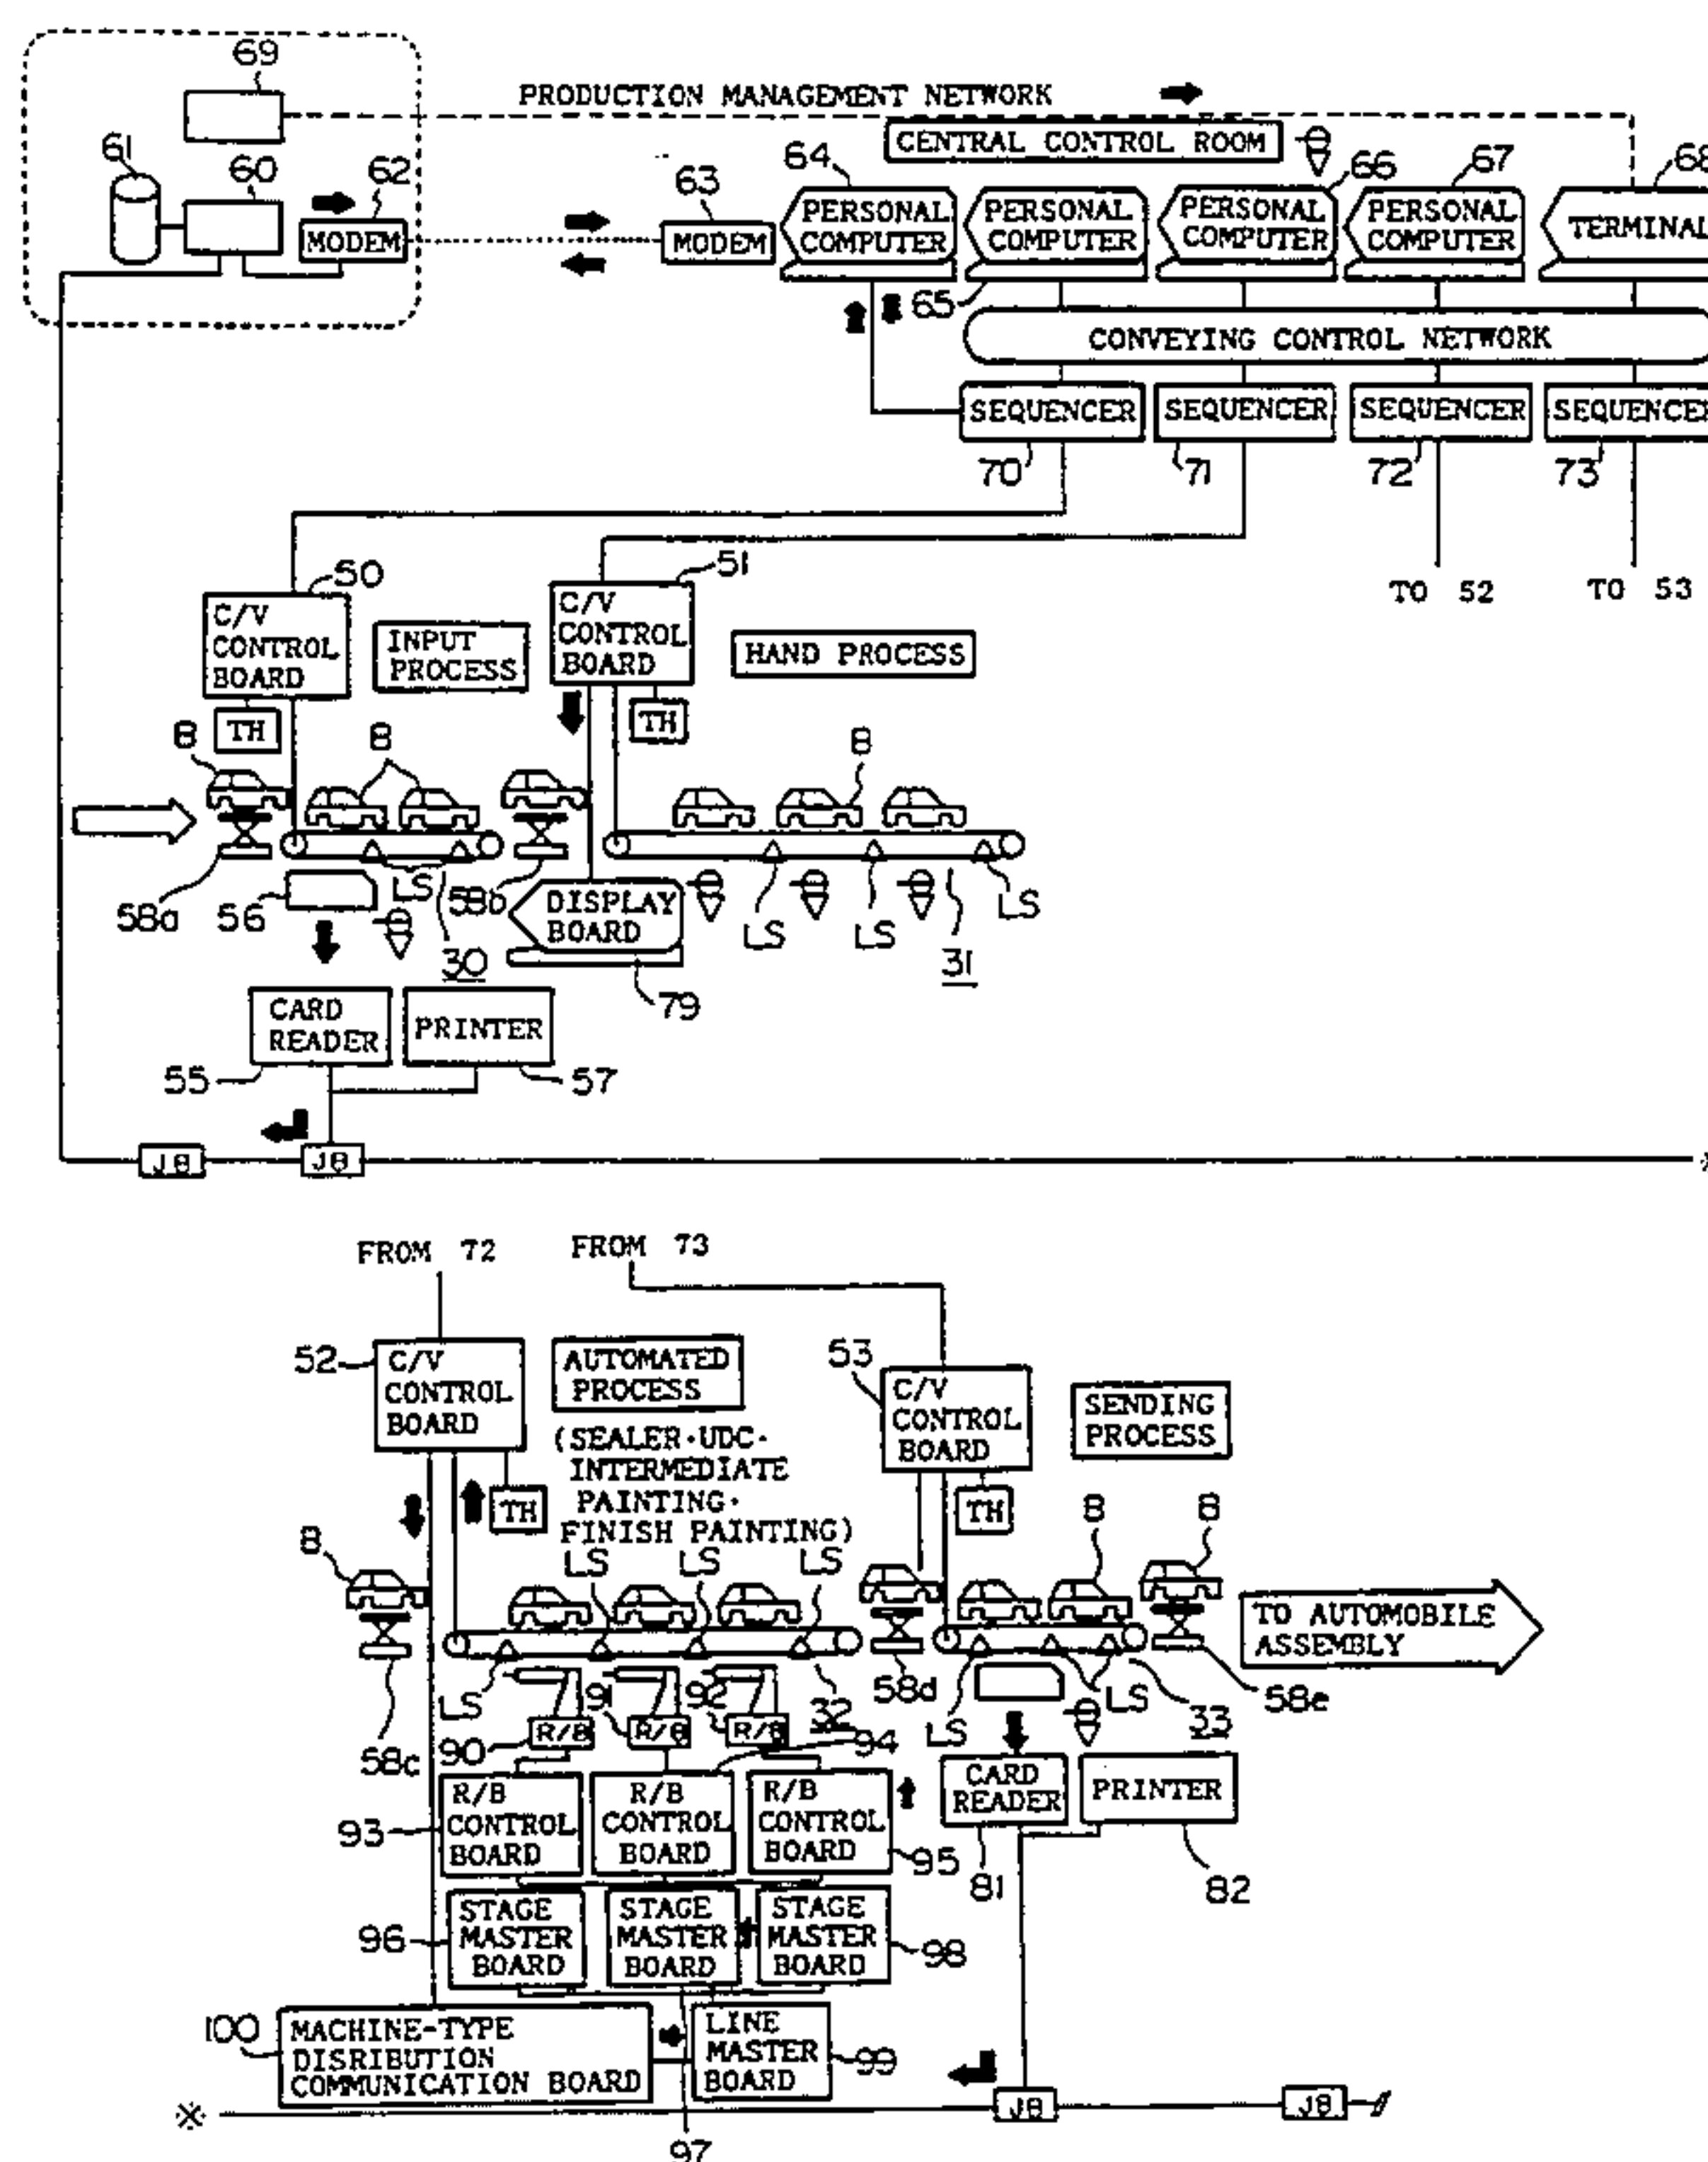 69
PRODUCTION MANAGEMENT NETWORK
CENTRAL CONTROL ROOM
61
60
62
63
64
66
67
68
MODEM
MODEM
PERSONAL
COMPUTER
PERSONAL
COMPUTER
PERSONAL
COMPUTER
PERSONAL
COMPUTER
TERMINAL
65
CONVEYING CONTROL NETWORK
SEQUENCER
SEQUENCER
SEQUENCER
SEQUENCER
70
71
72
73
TO 52
TO 53
50
51
C/V
CONTROL
BOARD
INPUT
PROCESS
C/V
CONTROL
BOARD
HAND PROCESS
TH
TH
8
8
8
58a
56
LS
58b
DISPLAY
BOARD
LS
LS
LS
30
31
79
CARD
READER
PRINTER
55
57
JB
JB
※
FROM 72
FROM 73
52
C/V
CONTROL
BOARD
AUTOMATED
PROCESS
53
C/V
CONTROL
BOARD
SENDING
PROCESS
(SEALER·UDC·
INTERMEDIATE
PAINTING·
FINISH PAINTING)
TH
TH
8
LS
LS
LS
8
8
TO AUTOMOBILE
ASSEMBLY
58c
LS
90
91
92
32
58d
LS
LS
33
58e
R/B
R/B
R/B
94
93
R/B
CONTROL
BOARD
R/B
CONTROL
BOARD
R/B
CONTROL
BOARD
95
CARD
READER
PRINTER
81
82
96
STAGE
MASTER
BOARD
STAGE
MASTER
BOARD
STAGE
MASTER
BOARD
98
100
MACHINE-TYPE
DISRIBUTION
COMMUNICATION BOARD
LINE
MASTER
BOARD
99
※
JB
JB
97